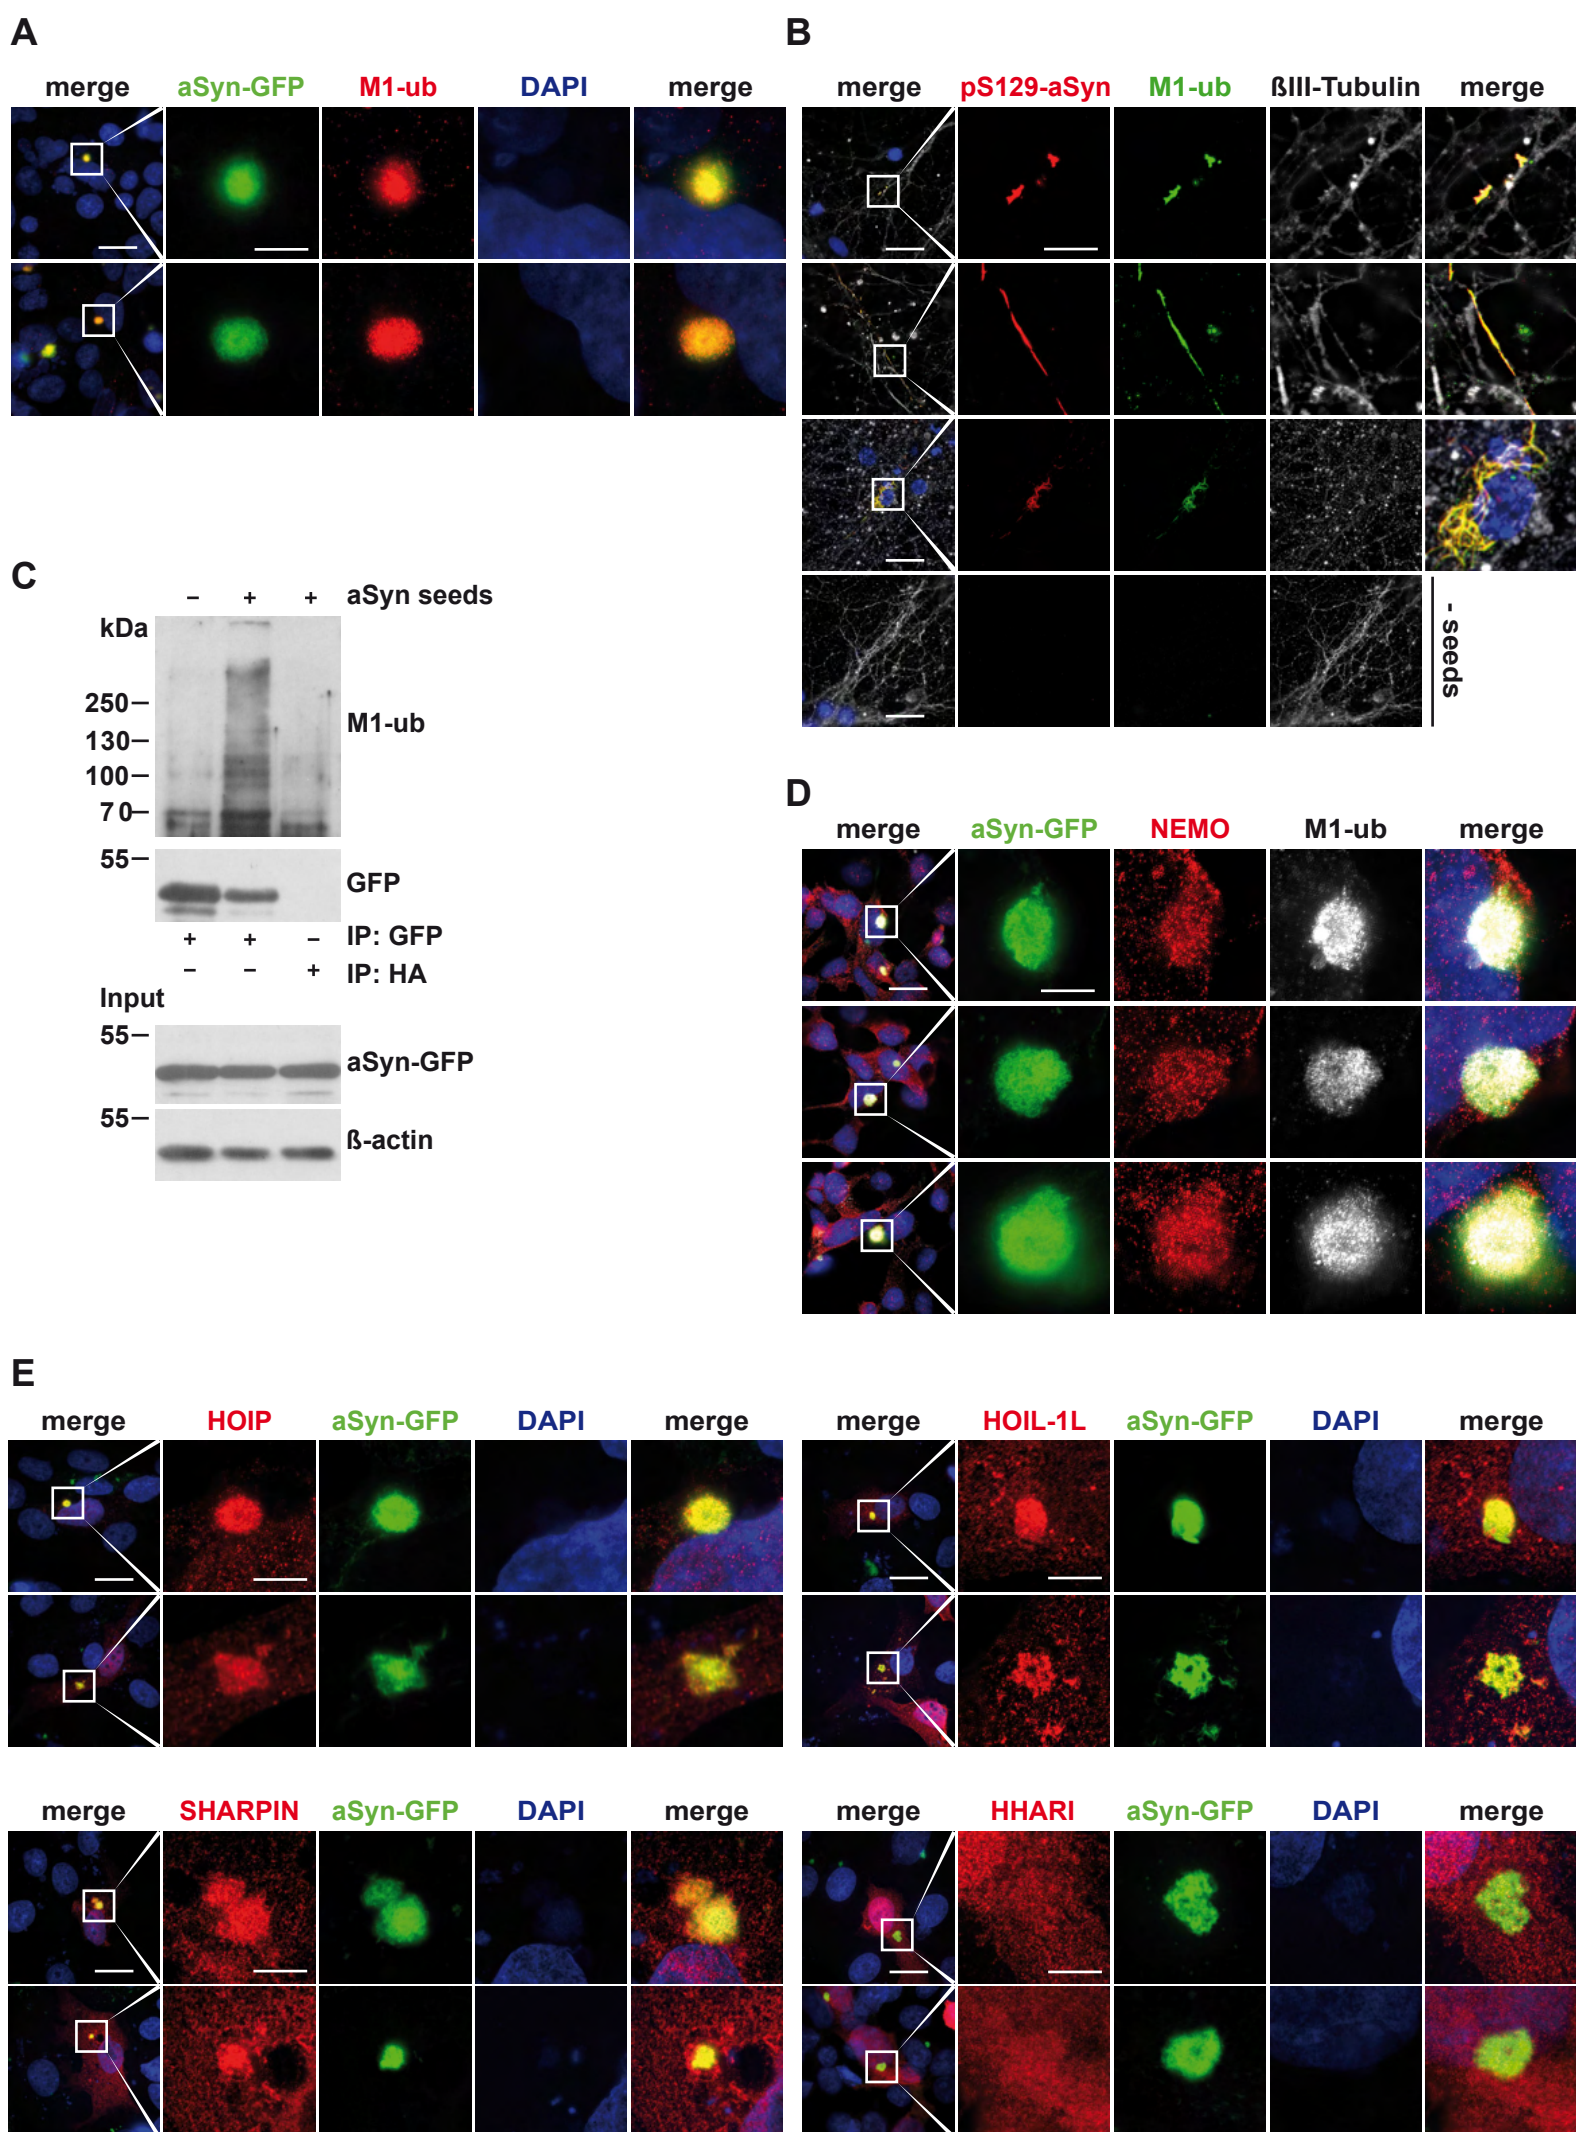 A
merge aSyn-GFP M1-ub DAPI merge
B
merge pS129-aSyn M1-ub ßIII-Tubulin merge
- seeds
C
– + + aSyn seeds
kDa
250–
130–
100–
70–
M1-ub
55–
GFP
+ + – IP: GFP
– – + IP: HA
Input
55–
aSyn-GFP
55–
ß-actin
D
merge aSyn-GFP NEMO M1-ub merge
E
merge HOIP aSyn-GFP DAPI merge
merge HOIL-1L aSyn-GFP DAPI merge
merge SHARPIN aSyn-GFP DAPI merge
merge HHARI aSyn-GFP DAPI merge